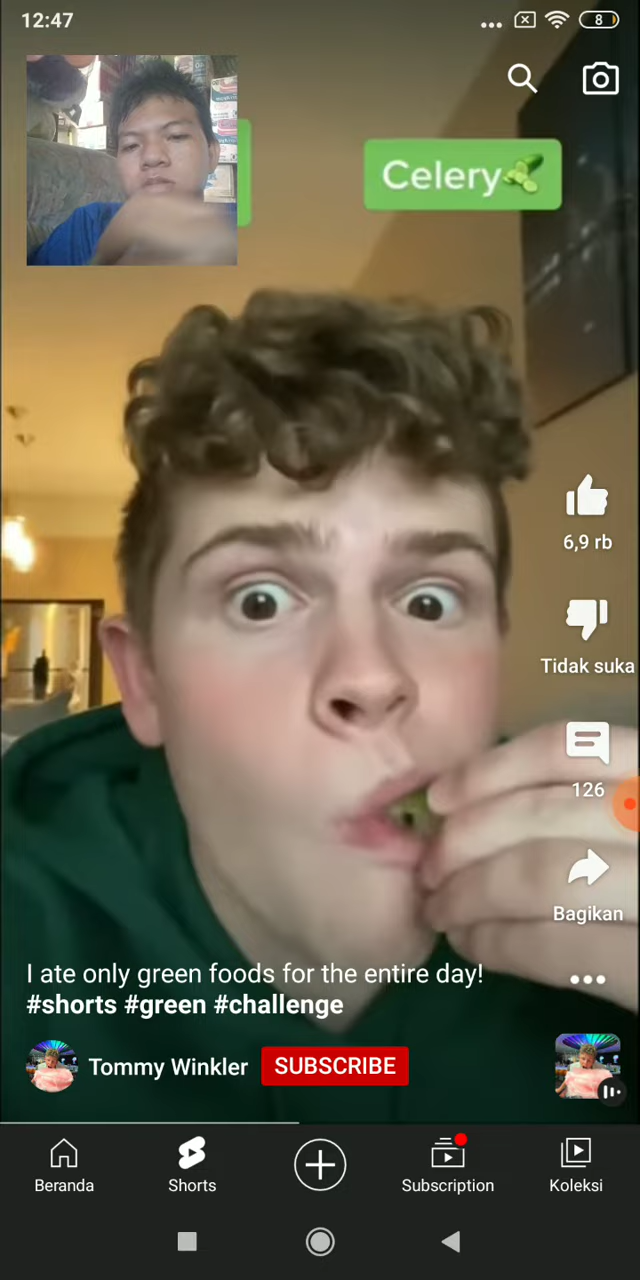 12:47
8
Celery
6,9 rb
Tidak suka
126
Bagikan
I ate only green foods for the entire day!
#shorts #green #challenge
Tommy Winkler
SUBSCRIBE
Beranda
Shorts
Subscription
Koleksi